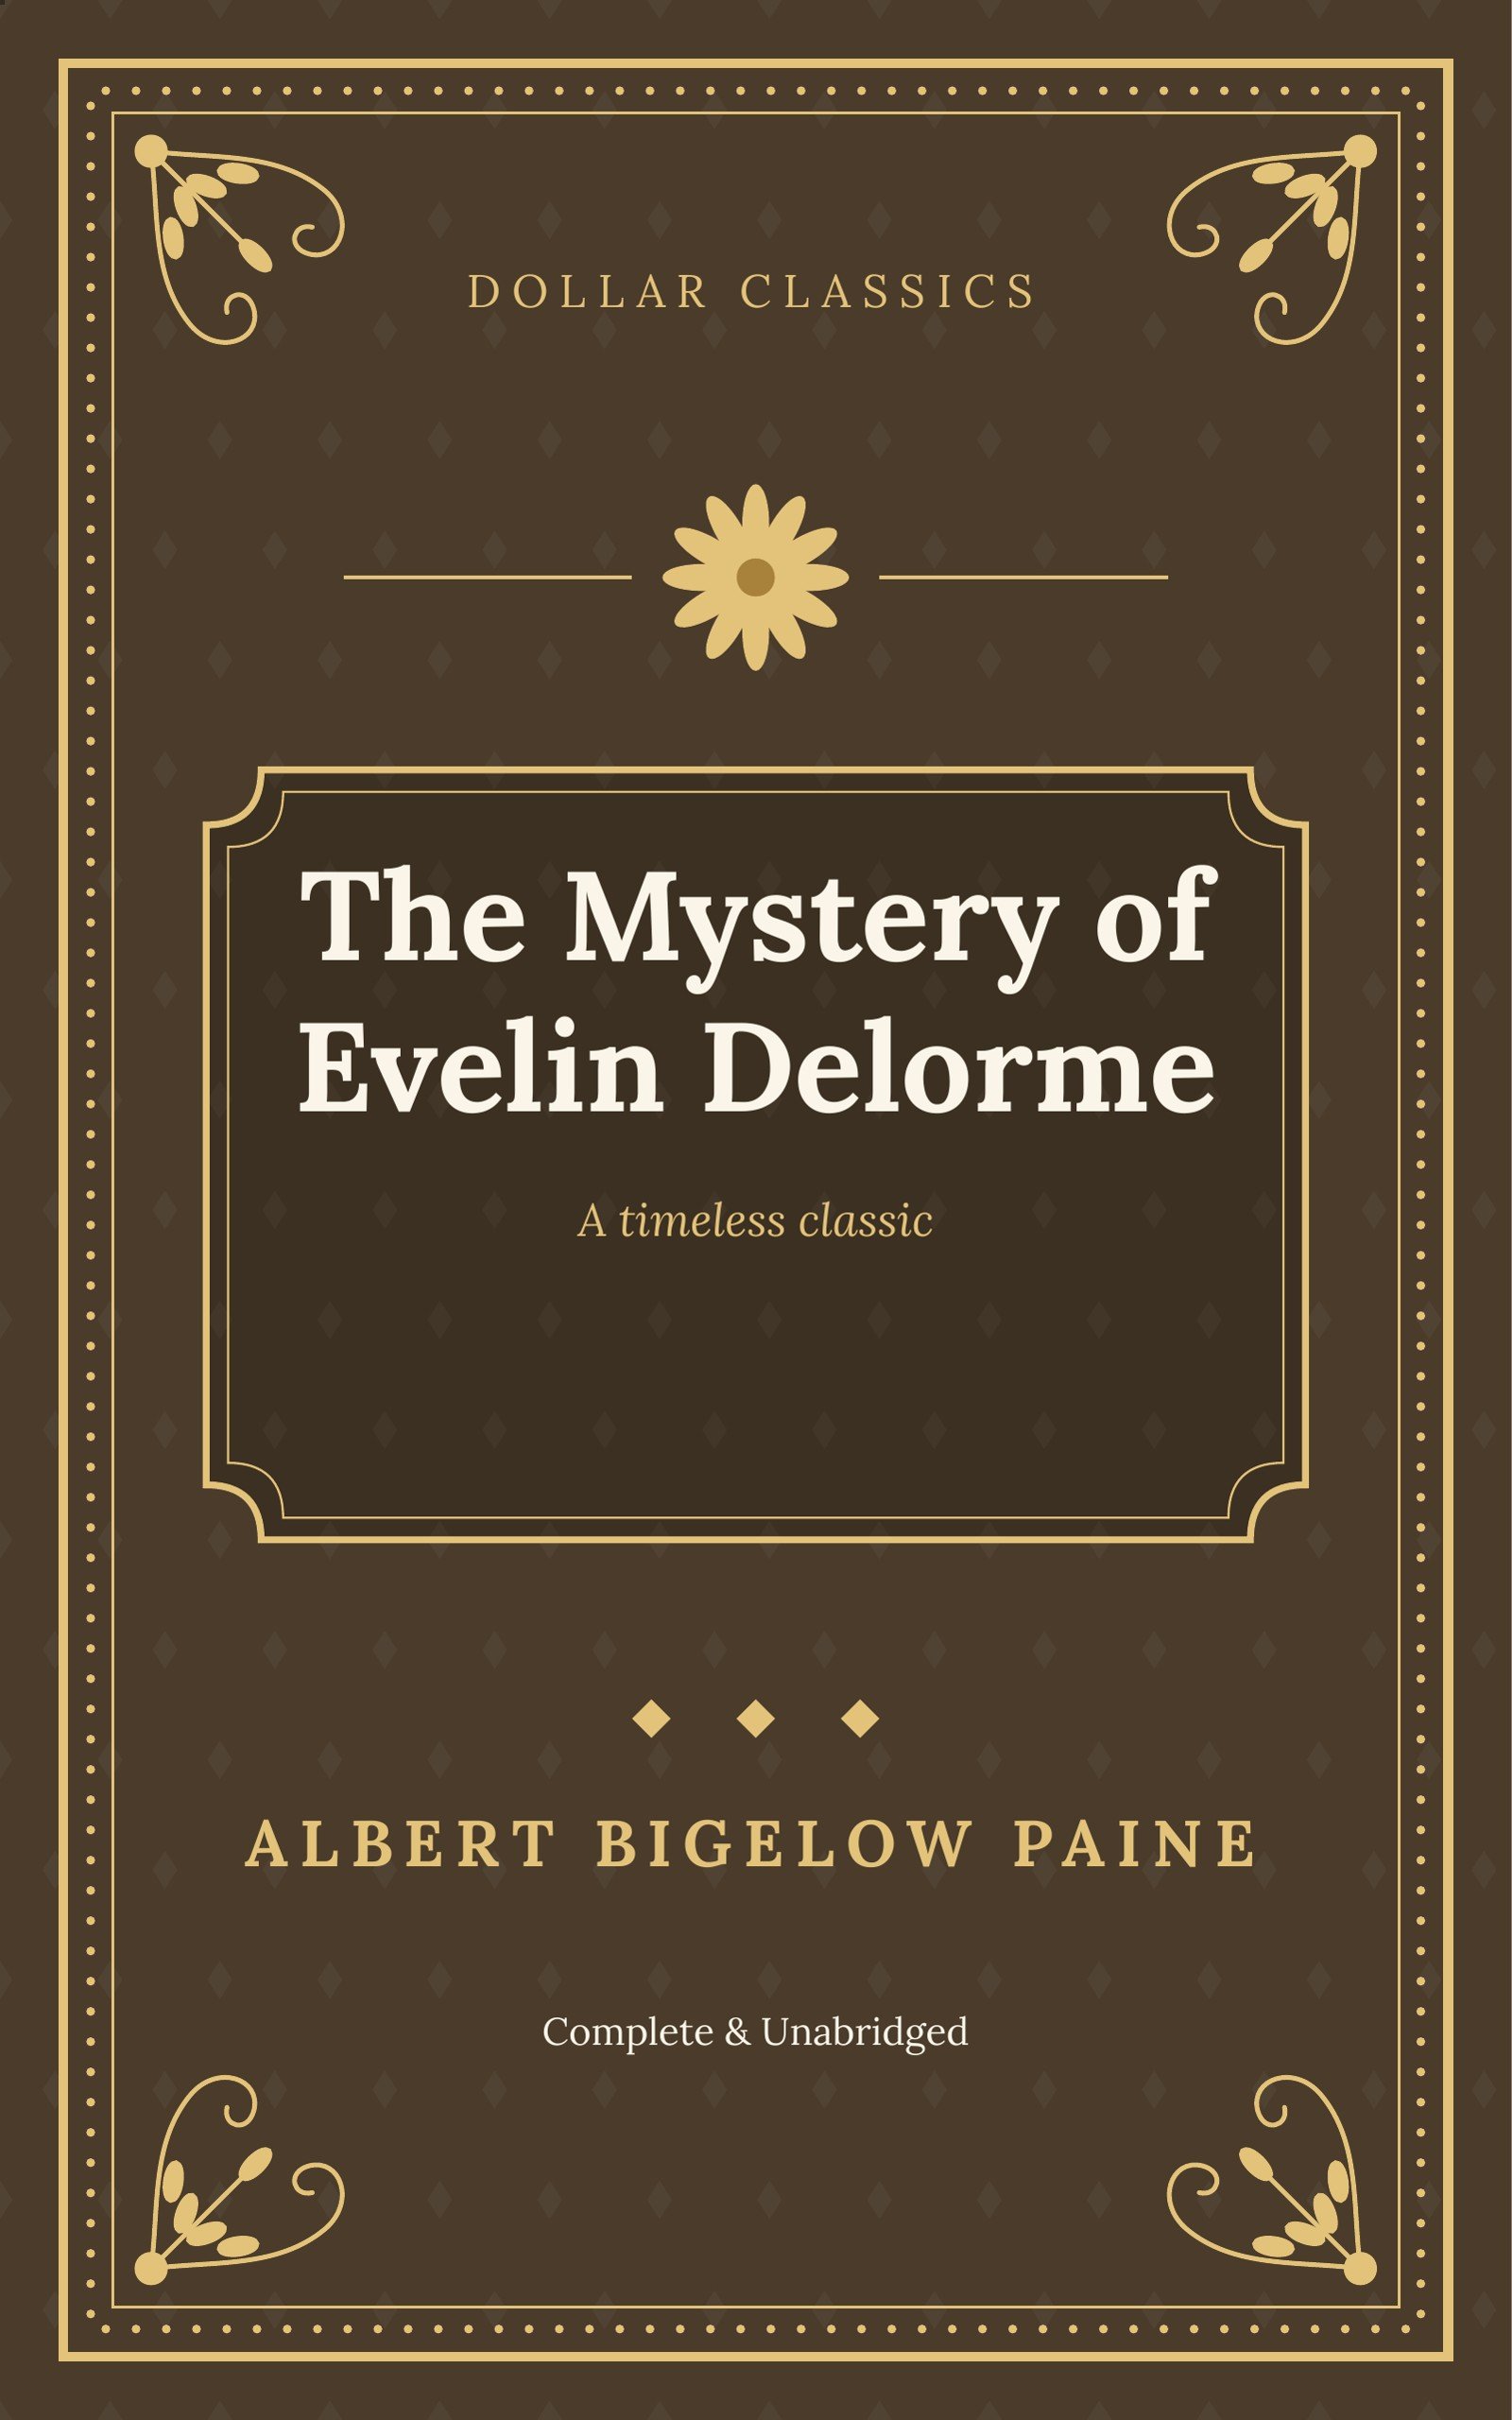 DOLLAR CLASSICS
The Mystery of
Evelin Delorme
A timeless classic
ALBERT BIGELOW PAINE
Complete & Unabridged